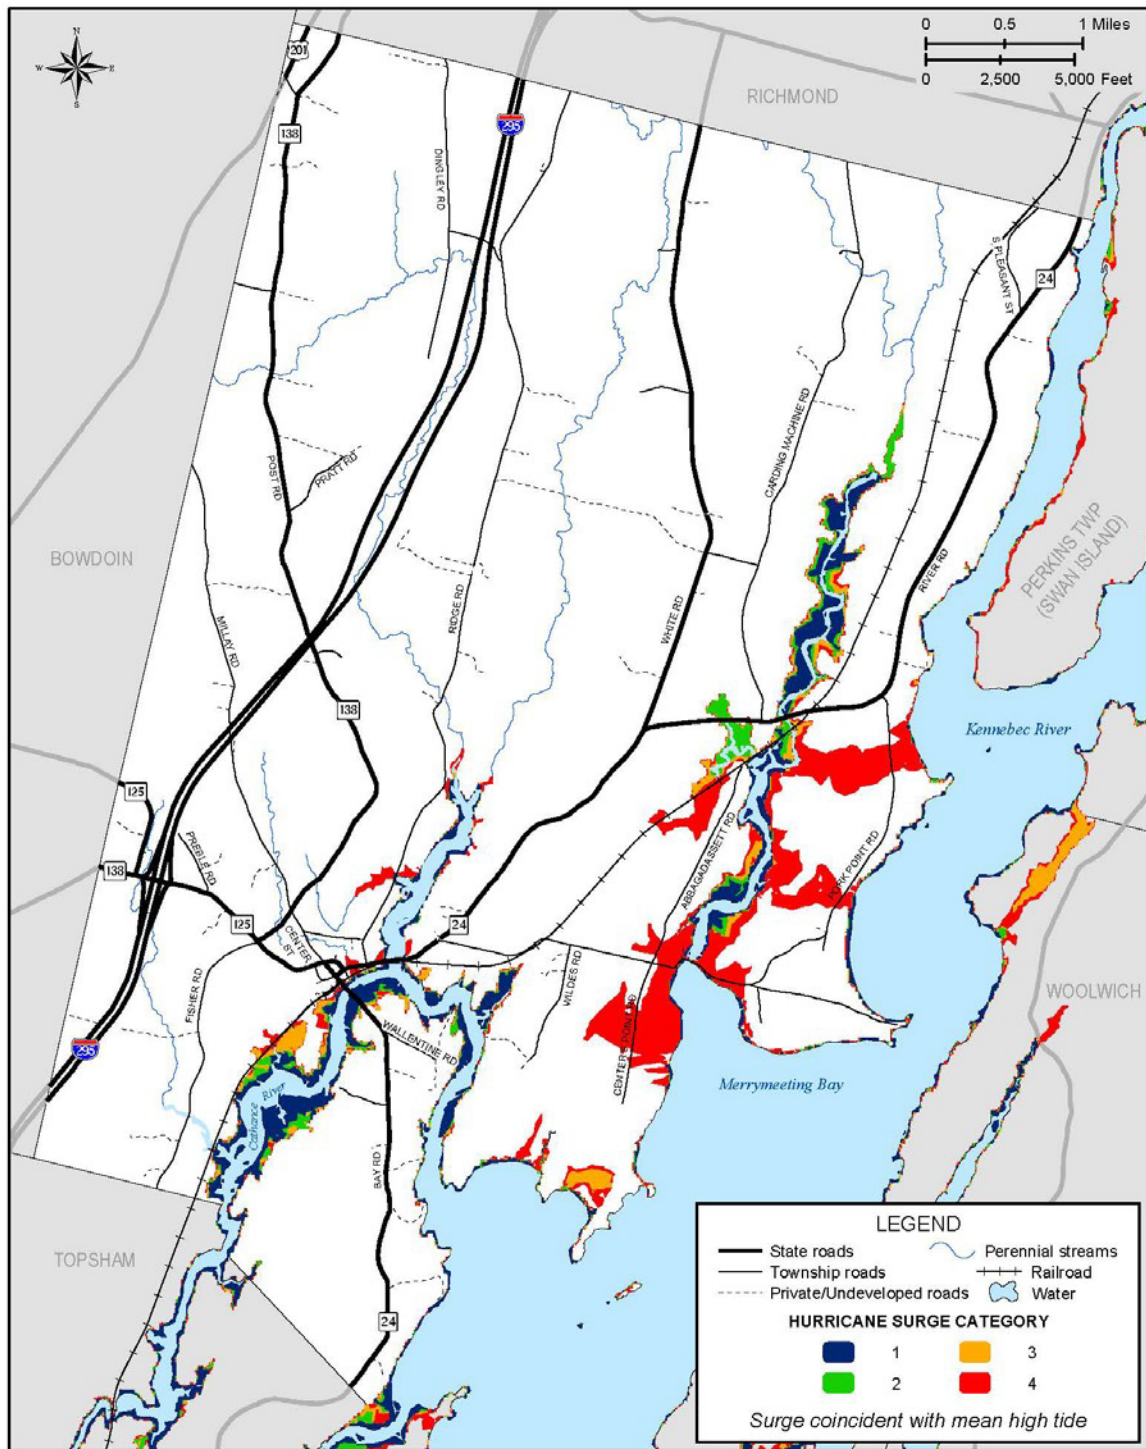 N
W E
S
0 0.5 1 Miles
0 2,500 5,000 Feet
RICHMOND
201
138
295
DINGLEY RD
S PLEASANT ST
24
POST RD
PRATT RD
CARDING MACHINE RD
BOWDOIN
MILLAY RD
RIDGE RD
WHITE RD
RIVER RD
PERKINS TWP
(SWAN ISLAND)
138
Kennebec River
125
138
PREBLE RD
125
CENTER
ST
24
ABBAGADASSETT RD
PORK POINT RD
FISHER RD
WILDES RD
WALLENTINE RD
CENTERS POINT RD
WOOLWICH
295
Cathance River
Merrymeeting Bay
BAY RD
TOPSHAM
24
LEGEND
State roads Perennial streams
Township roads Railroad
Private/Undeveloped roads Water
HURRICANE SURGE CATEGORY
1 3
2 4
Surge coincident with mean high tide